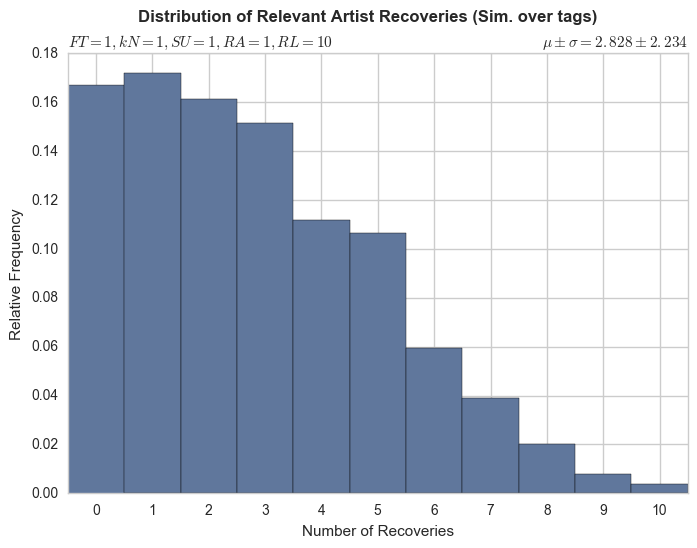 Distribution of Relevant Artist Recoveries (Sim. over tags)
FT = 1, kN = 1, SU = 1, RA = 1, RL = 10
μ ± σ = 2.828 ± 2.234
0.18
0.16
0.14
0.12
0.10
0.08
0.06
0.04
0.02
0.00
Relative Frequency
0 1 2 3 4 5 6 7 8 9 10
Number of Recoveries